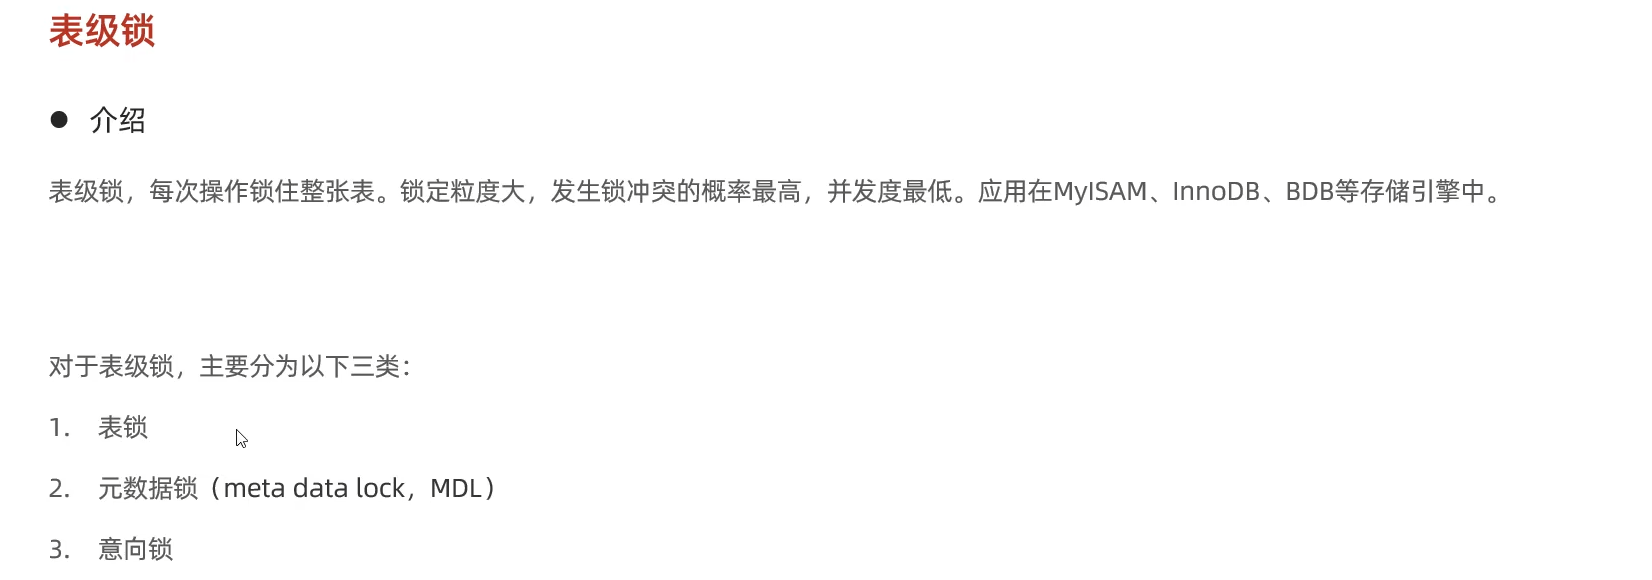 表级锁
● 介绍
表级锁，每次操作锁住整张表。锁定粒度大，发生锁冲突的概率最高，并发度最低。应用在MyISAM、InnoDB、BDB等存储引擎中。
对于表级锁，主要分为以下三类：
1. 表锁
2. 元数据锁（meta data lock，MDL）
3. 意向锁